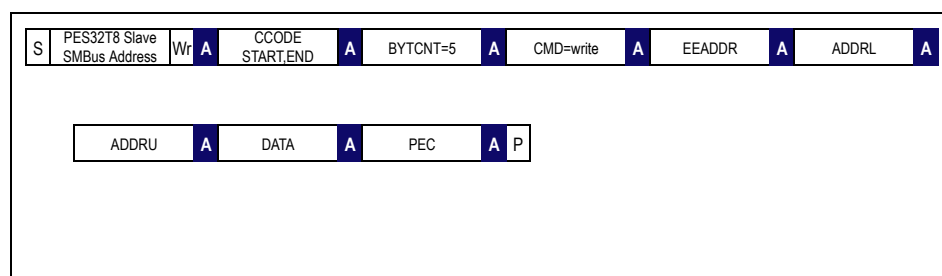 S PES32T8 Slave SMBus Address Wr A CCODE START,END A BYTCNT=5 A CMD=write A EEADDR A ADDRL A
ADDRU A DATA A PEC A P